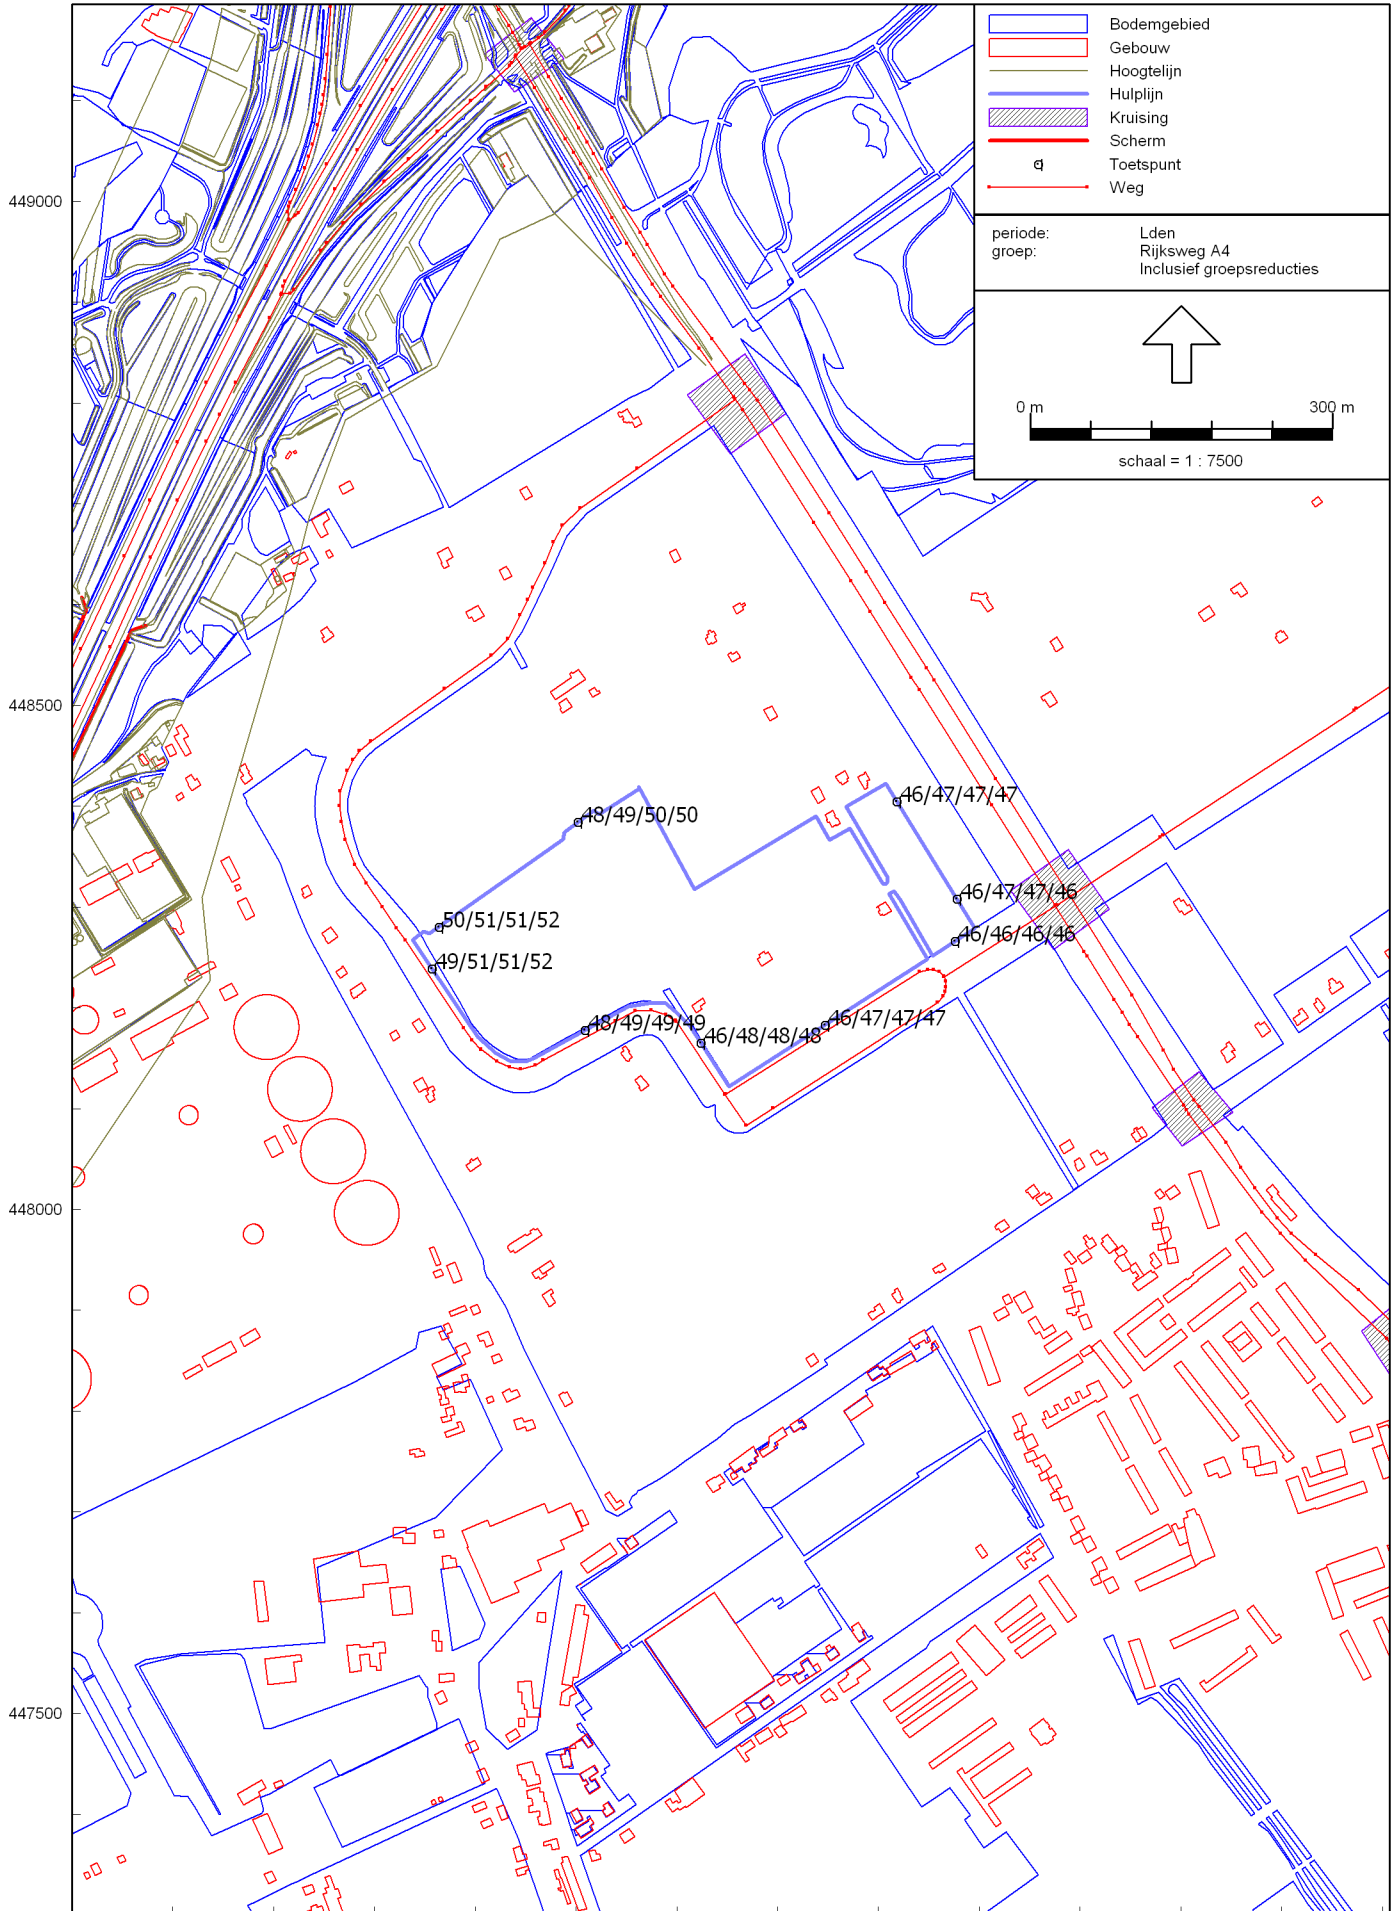 Bodemgebied
Gebouw
Hoogtelijn
Hulplijn
Kruising
Scherm
Toetspunt
Weg
periode: Lden
groep: Rijksweg A4
Inclusief groepsreducties
0 m 300 m
schaal = 1 : 7500
449000
448500
46/47/47/47
48/49/50/50
46/47/47/46
50/51/51/52
46/46/46/46
49/51/51/52
48/49/49/49
46/47/47/47
46/48/48/48
448000
447500